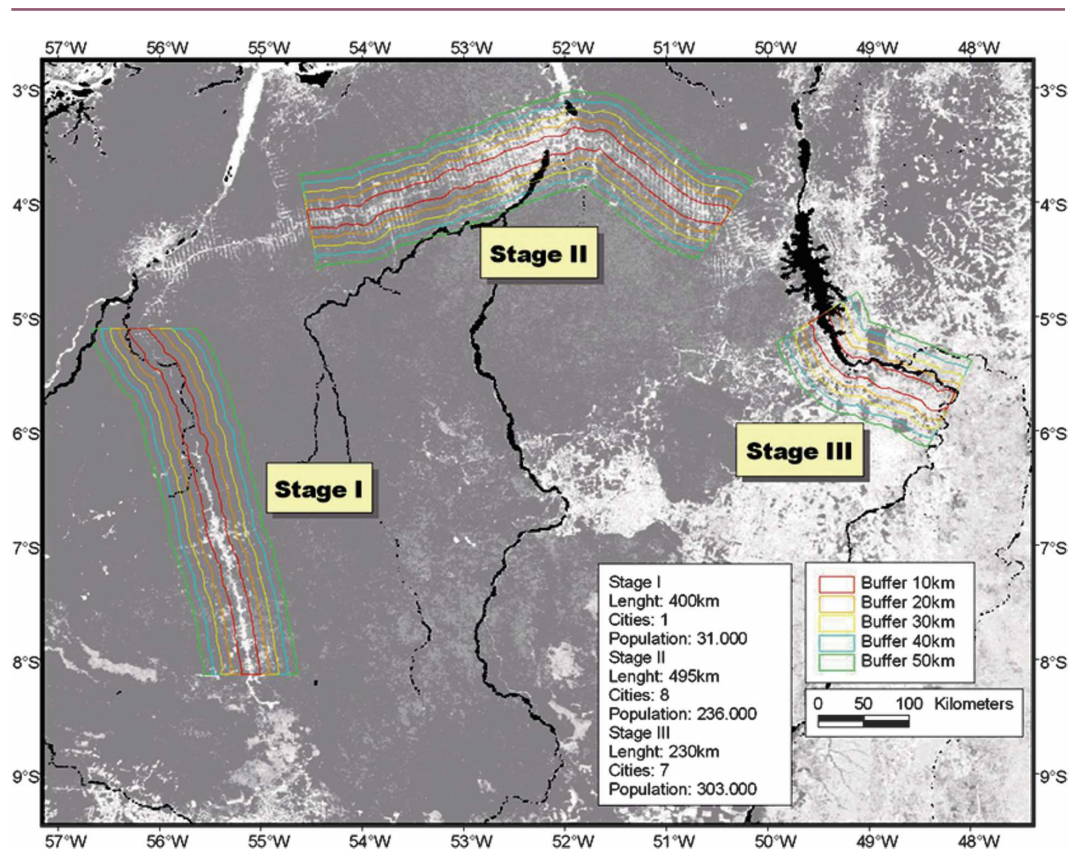 57°W 56°W 55°W 54°W 53°W 52°W 51°W 50°W 49°W 48°W
3°S 3°S
4°S 4°S
Stage II
5°S 5°S
6°S 6°S
Stage III
Stage I
7°S 7°S
Stage I
Lenght: 400km
Cities: 1
Population: 31.000
Stage II
Lenght: 495km
Cities: 8
Population: 236.000
Stage III
Lenght: 230km
Cities: 7
Population: 303.000
Buffer 10km
Buffer 20km
Buffer 30km
Buffer 40km
Buffer 50km
8°S 8°S
0 50 100 Kilometers
9°S 9°S
57°W 56°W 55°W 54°W 53°W 52°W 51°W 50°W 49°W 48°W